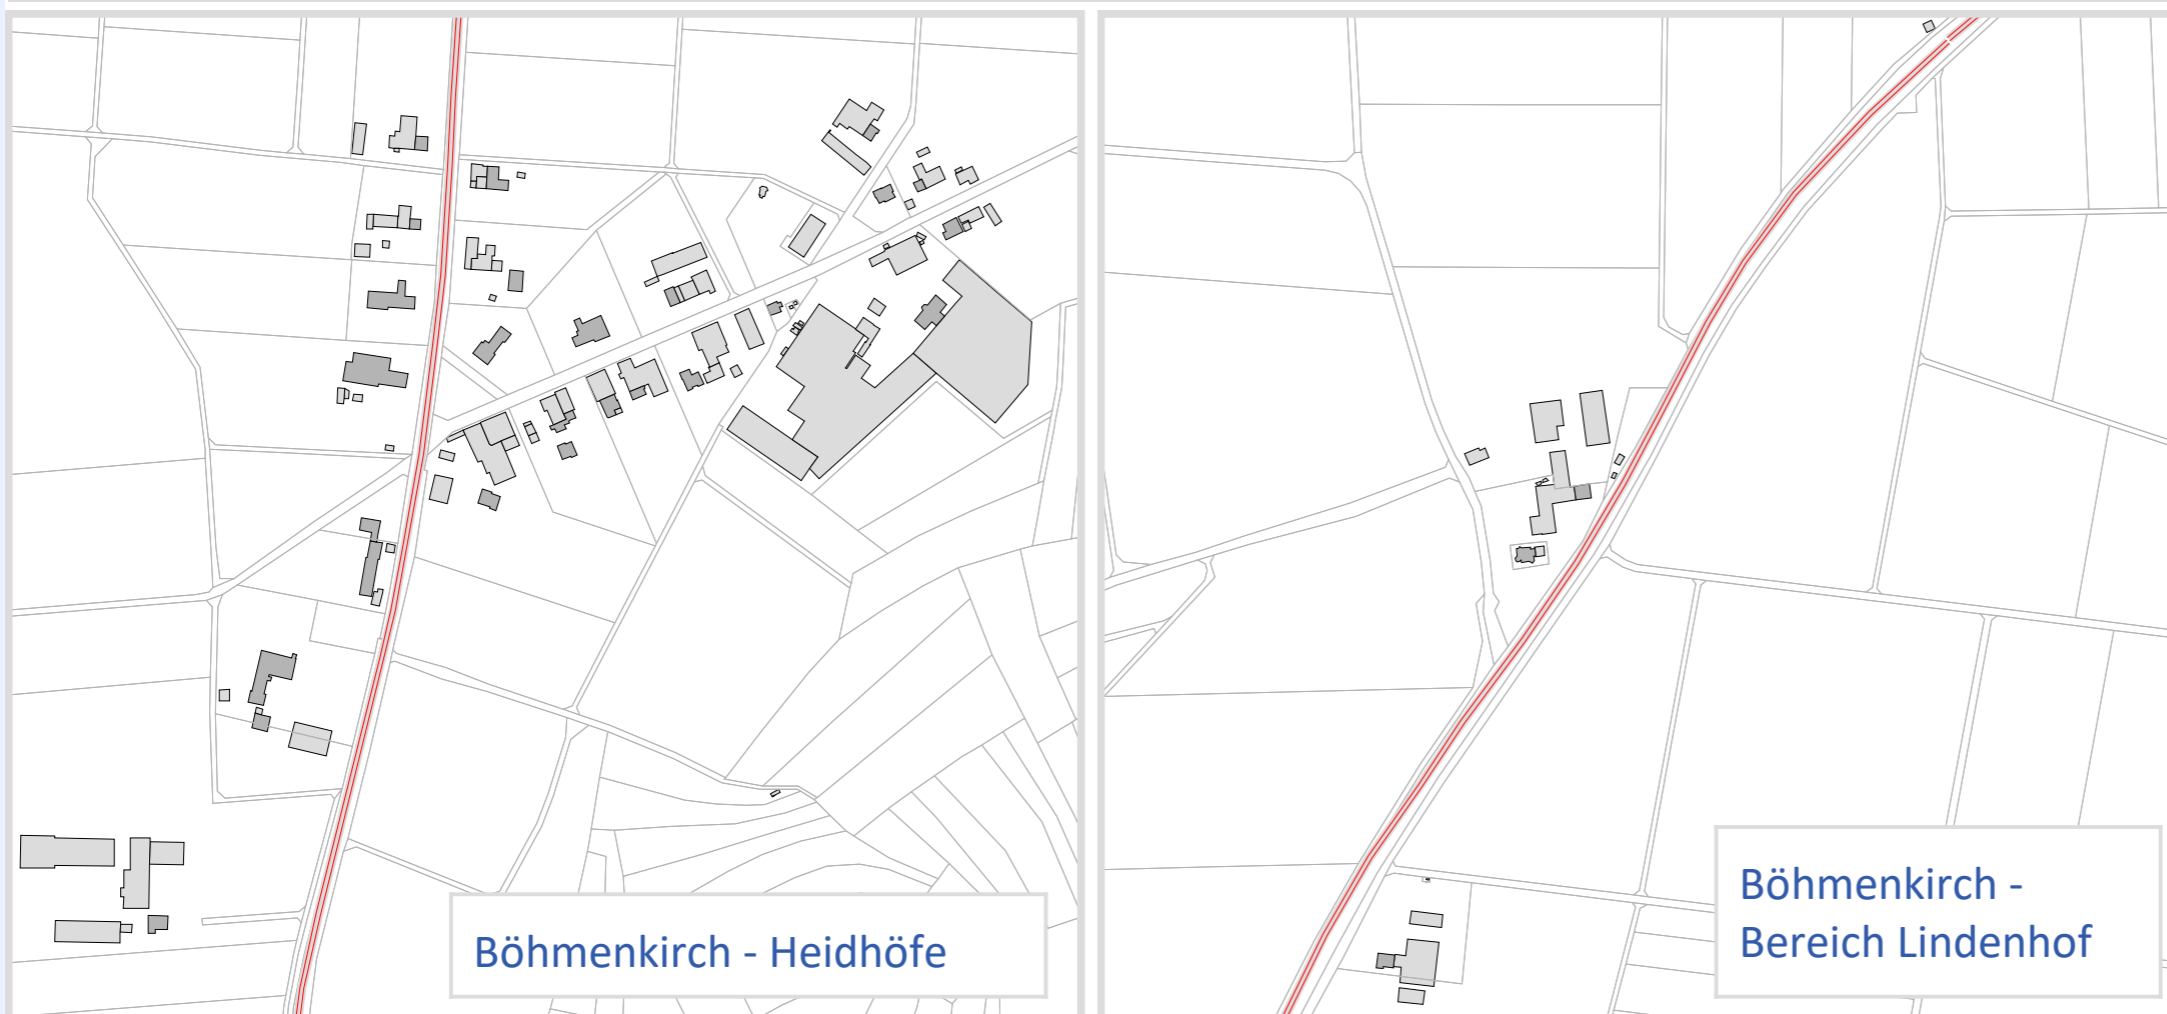 Böhmenkirch - Heidhöfe
Böhmenkirch -
Bereich Lindenhof